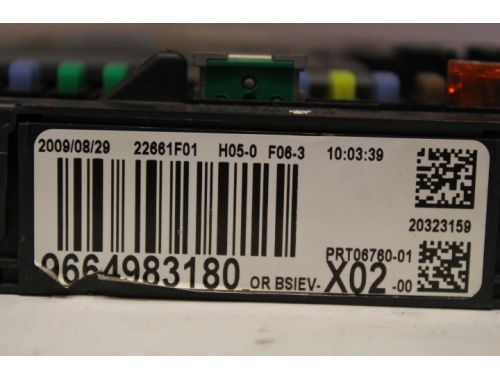 2009/08/29 22661F01 H05-0 F06-3 10:03:39
20323159
PRT06760-01
9664983180 OR BSIEV- X02 -00